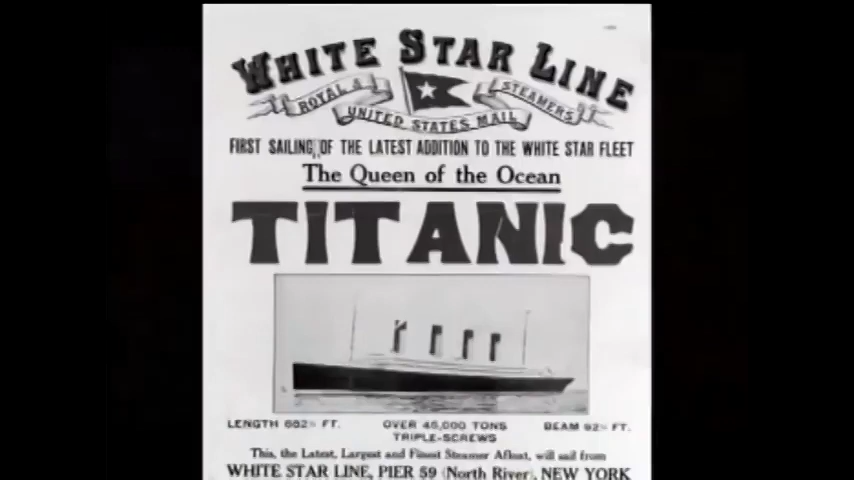 WHITE STAR LINE
ROYAL & STEAMERS
UNITED STATES MAIL
FIRST SAILING OF THE LATEST ADDITION TO THE WHITE STAR FLEET
The Queen of the Ocean
TITANIC
LENGTH 882½ FT. OVER 45,000 TONS BEAM 92½ FT.
TRIPLE-SCREWS
This, the Latest, Largest and Finest Steamer Afloat, will sail from
WHITE STAR LINE, PIER 59 (North River), NEW YORK